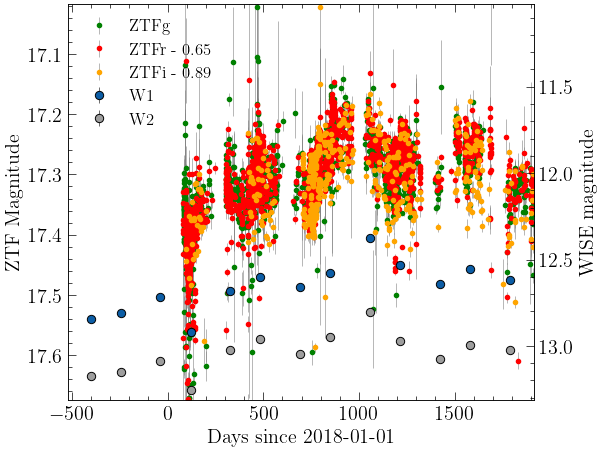 ZTFg
ZTFr - 0.65
ZTFi - 0.89
W1
W2
17.1
17.2
17.3
17.4
17.5
17.6
ZTF Magnitude
11.5
12.0
12.5
13.0
WISE magnitude
−500 0 500 1000 1500
Days since 2018-01-01